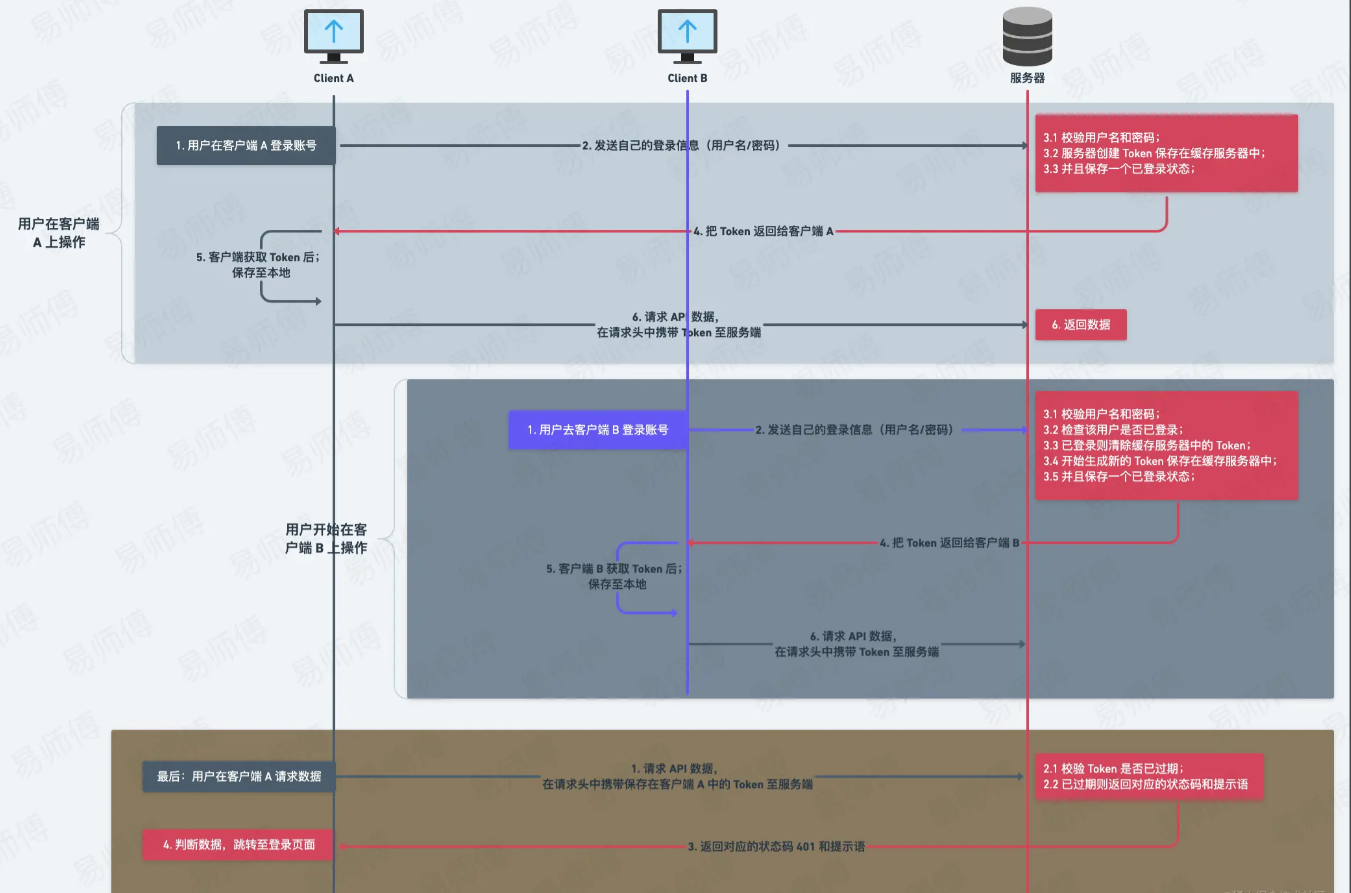 Client A
Client B
服务器
用户在客户端
A 上操作
1. 用户在客户端 A 登录账号
2. 发送自己的登录信息（用户名/密码）
3.1 校验用户名和密码；
3.2 服务器创建 Token 保存在缓存服务器中；
3.3 并且保存一个已登录状态；
4. 把 Token 返回给客户端 A
5. 客户端获取 Token 后；
保存至本地
6. 请求 API 数据，
在请求头中携带 Token 至服务端
6. 返回数据
用户开始在客
户端 B 上操作
1. 用户去客户端 B 登录账号
2. 发送自己的登录信息（用户名/密码）
3.1 校验用户名和密码；
3.2 检查该用户是否已登录；
3.3 已登录则清除缓存服务器中的 Token；
3.4 开始生成新的 Token 保存在缓存服务器中；
3.5 并且保存一个已登录状态；
4. 把 Token 返回给客户端 B
5. 客户端 B 获取 Token 后；
保存至本地
6. 请求 API 数据，
在请求头中携带 Token 至服务端
最后：用户在客户端 A 请求数据
1. 请求 API 数据，
在请求头中携带保存在客户端 A 中的 Token 至服务端
2.1 校验 Token 是否已过期；
2.2 已过期则返回对应的状态码和提示语
3. 返回对应的状态码 401 和提示语
4. 判断数据，跳转至登录页面
易师傅